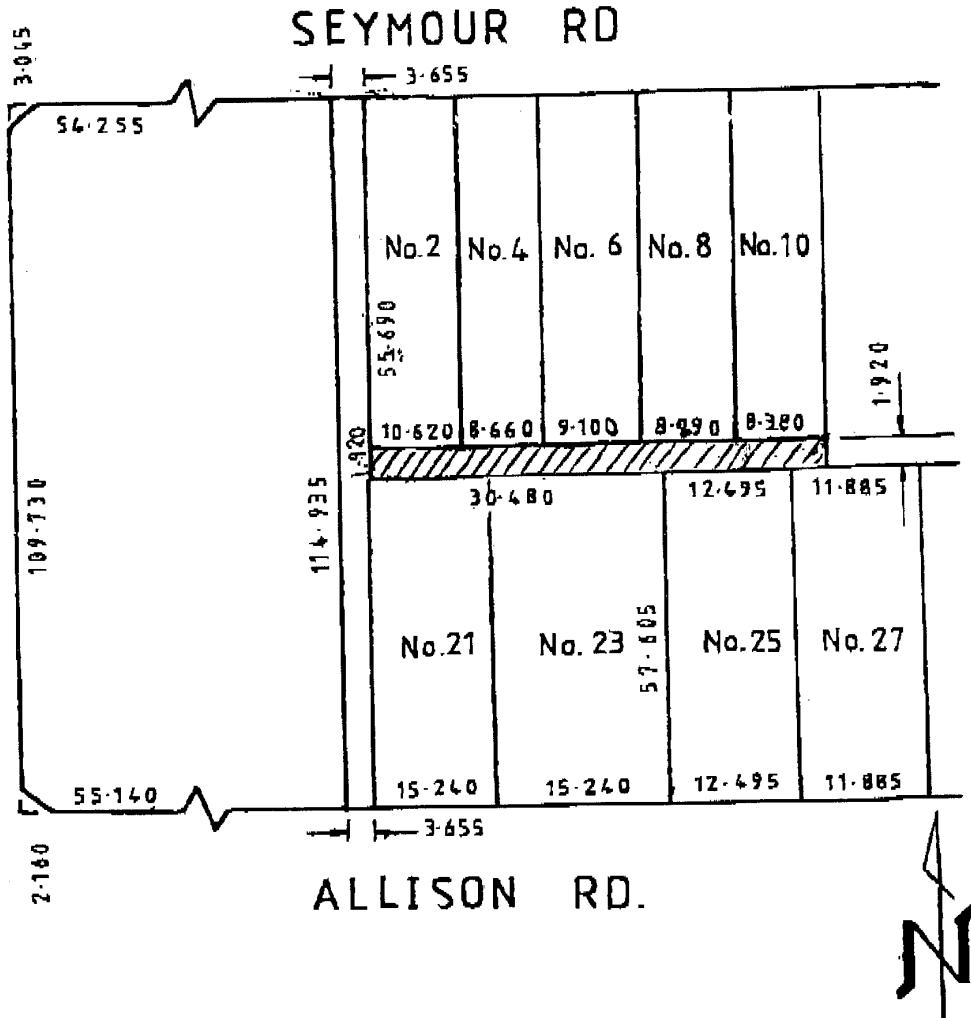 SEYMOUR RD
3·045
3·655
54·255
No.2 No.4 No. 6 No.8 No.10
55·690
1·920
10·620 8·660 9·100 8·990 8·380
1·920
30·480 12·495 11·885
109·730
114·935
57·605
No.21 No. 23 No.25 No. 27
55·140 15·240 15·240 12·495 11·885
3·655
2·160
ALLISON RD.
N